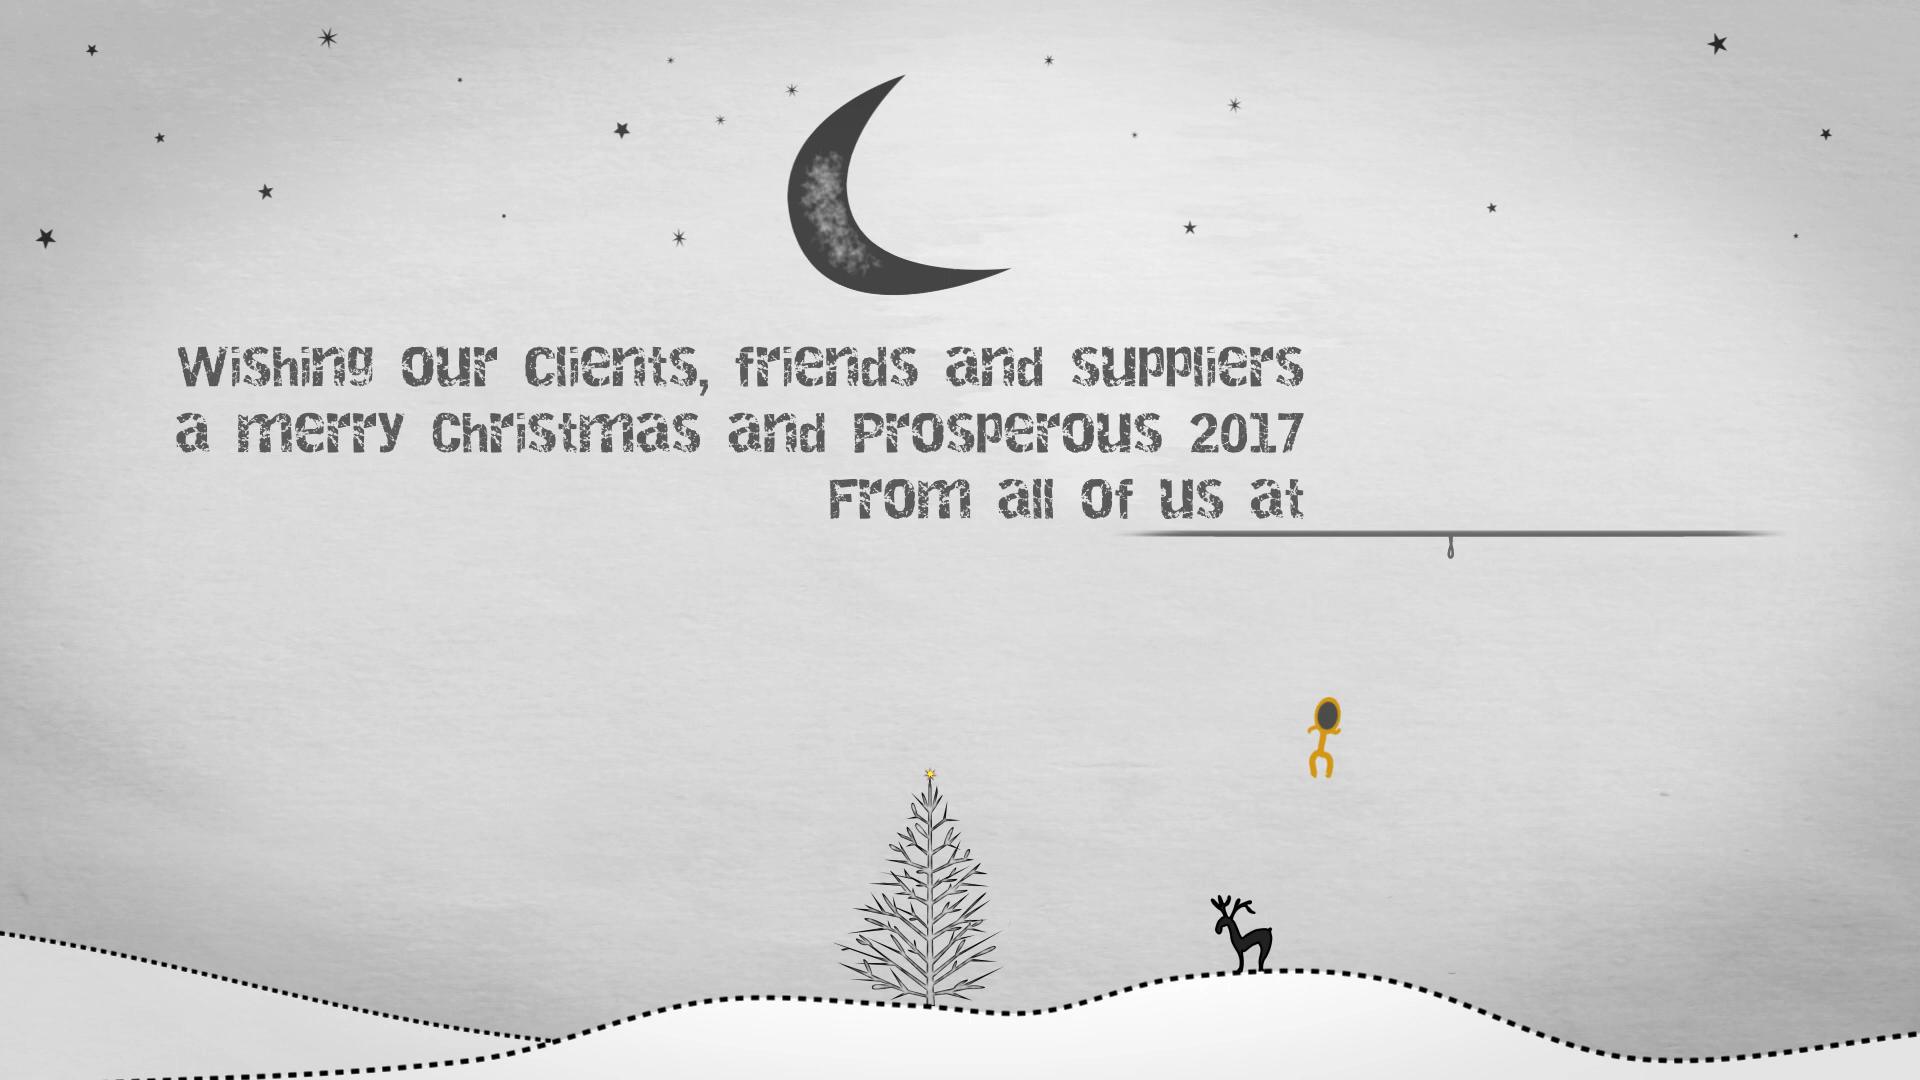 Wishing our clients, friends and suppliers
a merry christmas and Prosperous 2017
From all of us at